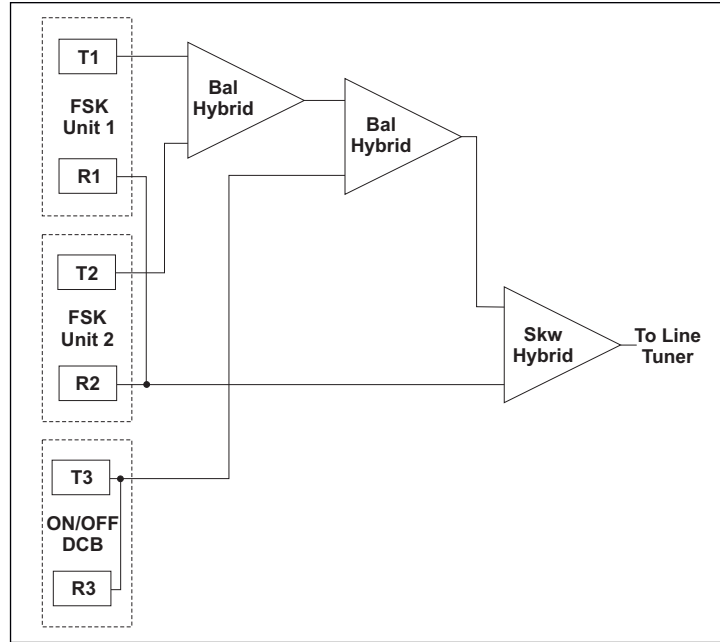 T1
FSK
Unit 1
R1
T2
FSK
Unit 2
R2
T3
ON/OFF
DCB
R3
Bal
Hybrid
Bal
Hybrid
Skw
Hybrid
To Line
Tuner